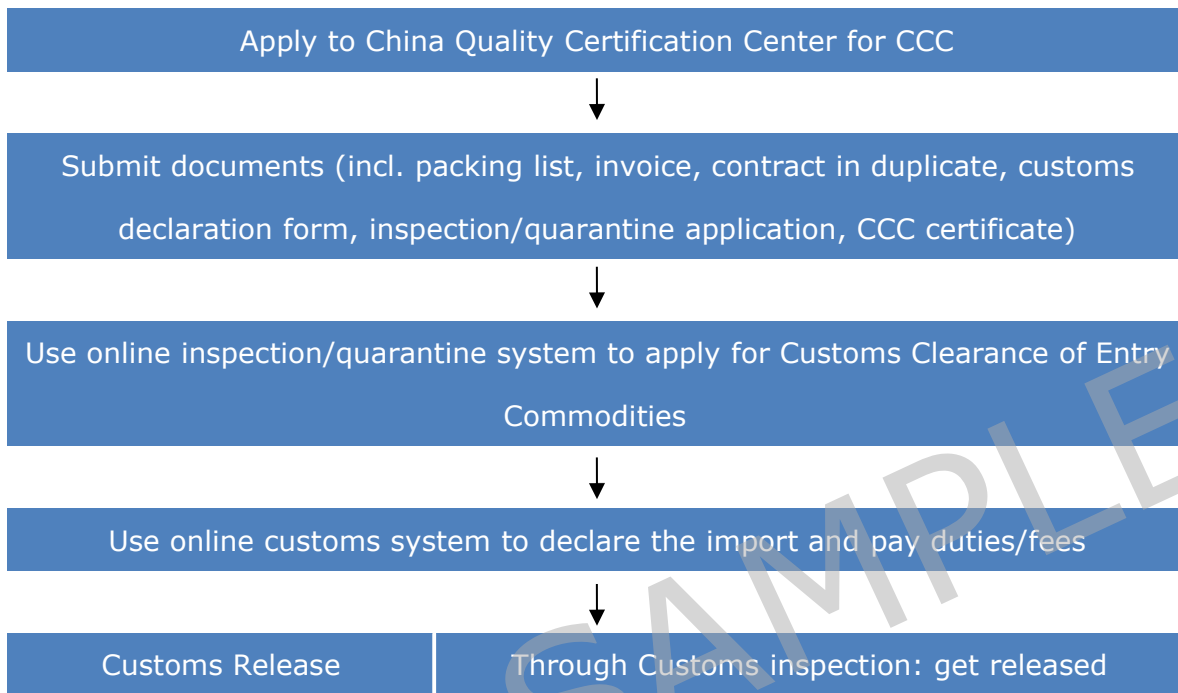 Apply to China Quality Certification Center for CCC
Submit documents (incl. packing list, invoice, contract in duplicate, customs
declaration form, inspection/quarantine application, CCC certificate)
Use online inspection/quarantine system to apply for Customs Clearance of Entry
Commodities
Use online customs system to declare the import and pay duties/fees
Customs Release
Through Customs inspection: get released
SAMPLE